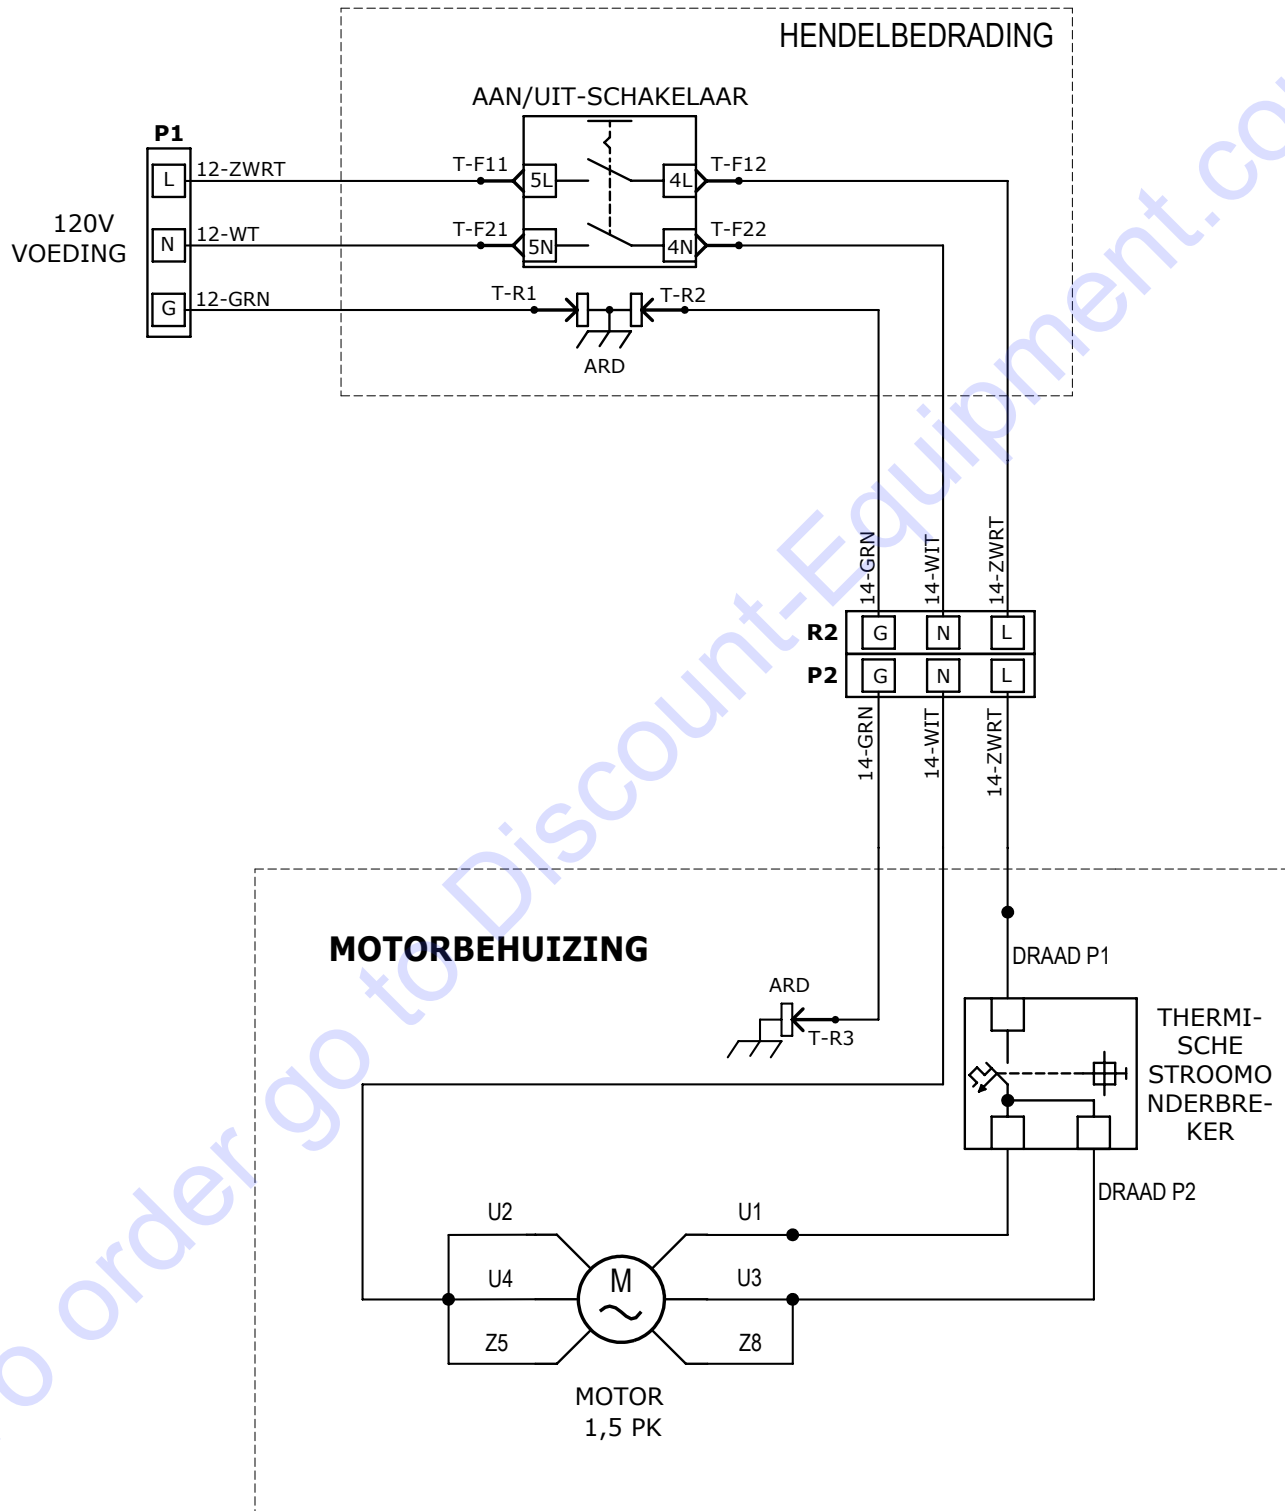 HENDELBEDRADING
AAN/UIT-SCHAKELAAR
P1
L
12-ZWRT
T-F11
5L
4L
T-F12
120V
VOEDING
N
12-WT
T-F21
5N
4N
T-F22
G
12-GRN
T-R1
T-R2
ARD
14-GRN
14-WIT
14-ZWRT
R2
G
N
L
P2
G
N
L
14-GRN
14-WIT
14-ZWRT
MOTORBEHUIZING
DRAAD P1
ARD
T-R3
THERMI-
SCHE
STROOMO
NDERBRE-
KER
DRAAD P2
U2
U1
U4
M
U3
Z5
Z8
MOTOR
1,5 PK
o order go to Discount-Equipment.co